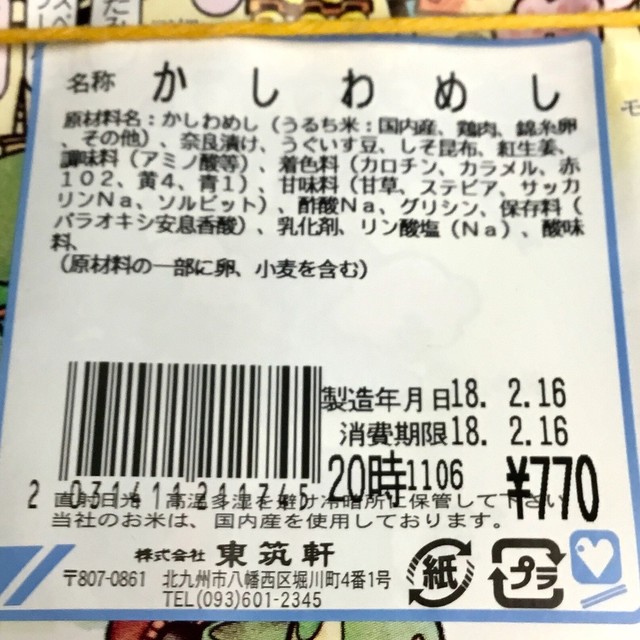 名称 かしわめし
原材料名：かしわめし（うるち米：国内産、鶏肉、錦糸卵
、その他）、奈良漬け、うぐいす豆、しそ昆布、紅生姜、
調味料（アミノ酸等）、着色料（カロチン、カラメル、赤
１０２、黄４、青１）、甘味料（甘草、ステビア、サッカ
リンＮａ、ソルビット）、酢酸Ｎａ、グリシン、保存料（
パラオキシ安息香酸）、乳化剤、リン酸塩（Ｎａ）、酸味
料、
（原材料の一部に卵、小麦を含む）
製造年月日18. 2.16
消費期限18. 2.16
20時1106 ¥770
2 031411 211745
直射日光 高温多湿を避け冷暗所に保管して下さい
当社のお米は、国内産を使用しております。
株式会社 東筑軒
〒807-0861 北九州市八幡西区堀川町4番1号
TEL(093)601-2345
紙
プラ